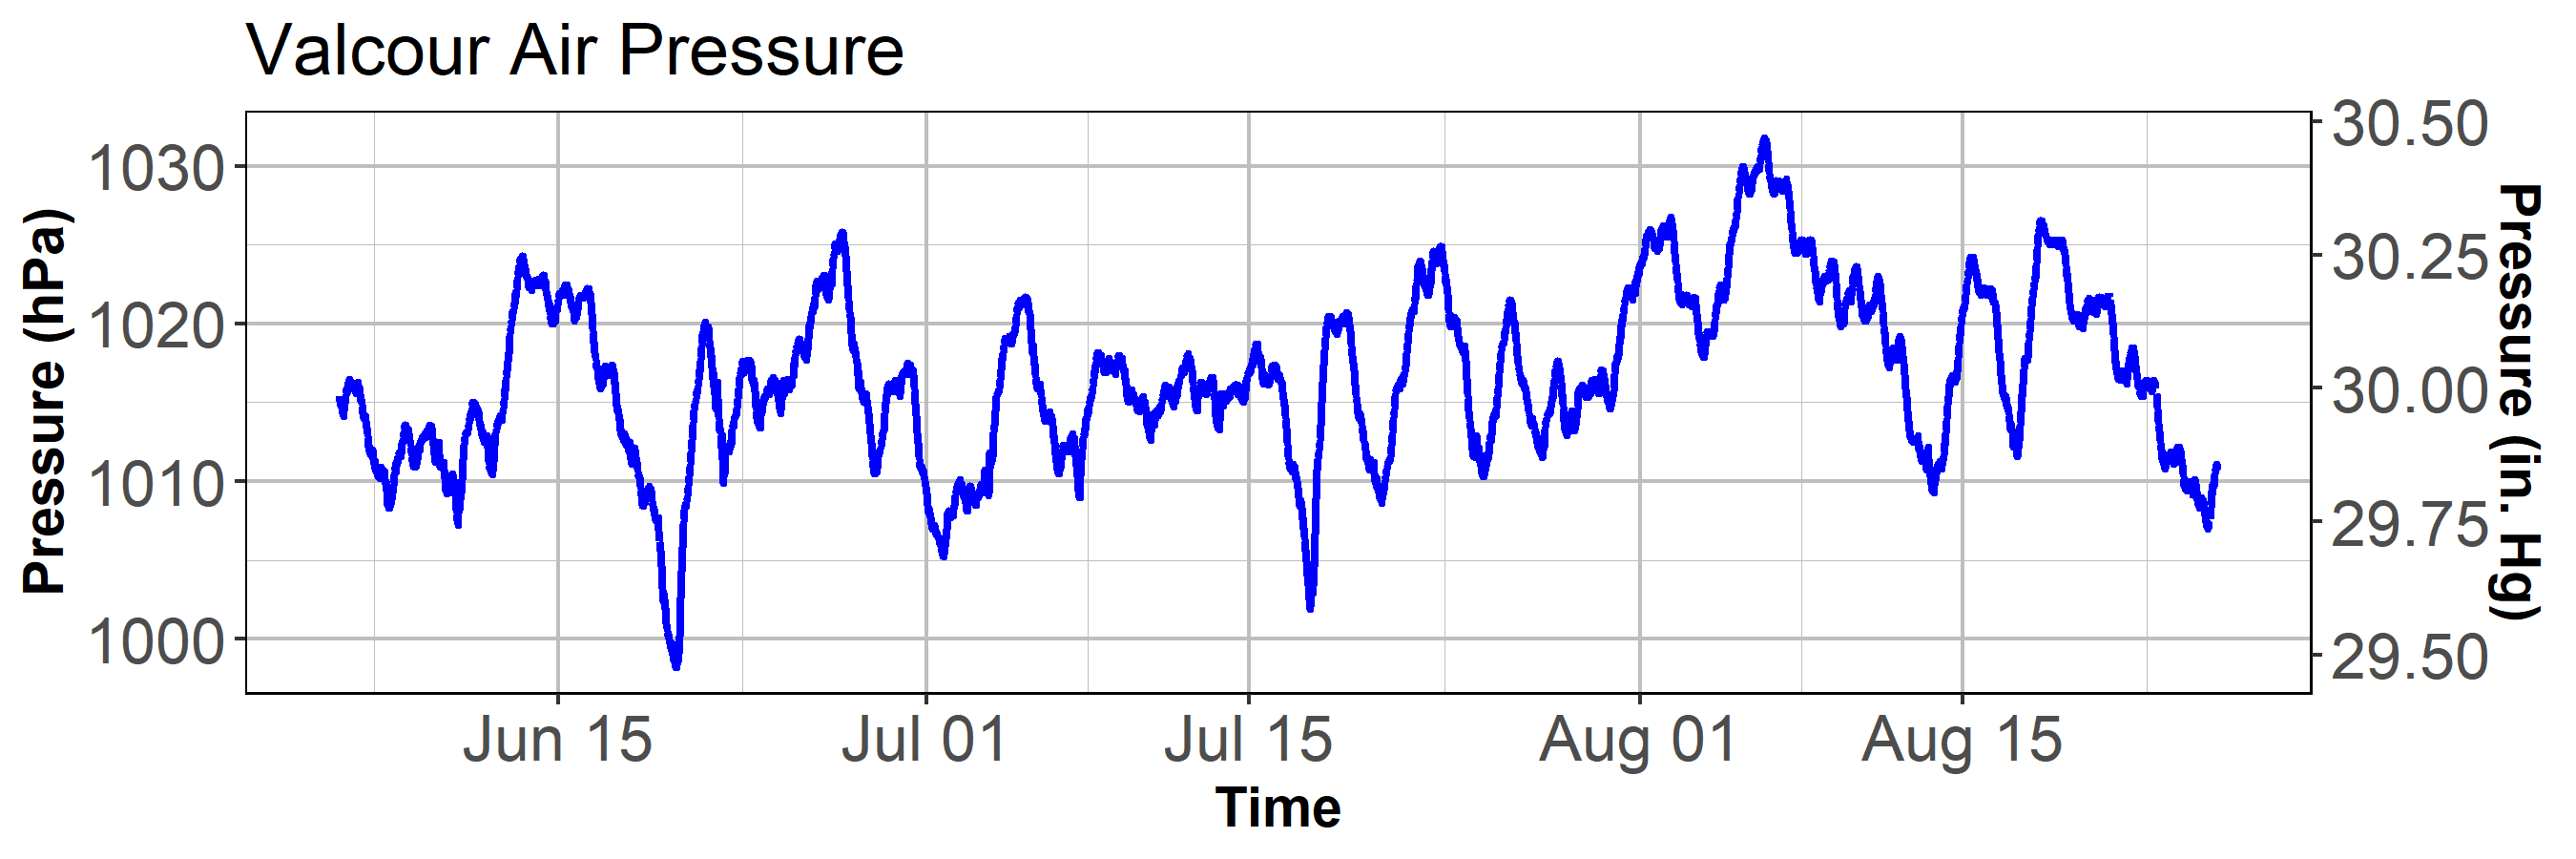 Valcour Air Pressure
Pressure (hPa)
1030
1020
1010
1000
30.50
30.25
30.00
29.75
29.50
Pressure (in. Hg)
Jun 15
Jul 01
Jul 15
Aug 01
Aug 15
Time